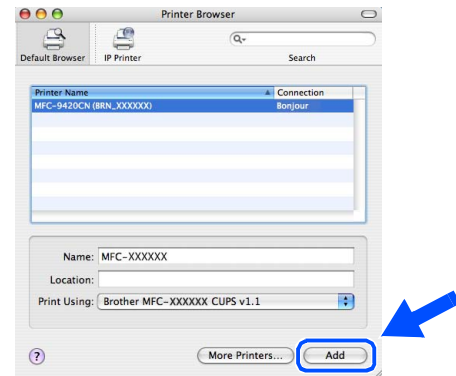 Printer Browser
Default Browser
IP Printer
Q-
Search
Printer Name
Connection
MFC-9420CN (BRN_XXXXXX)
Bonjour
Name: MFC-XXXXXX
Location:
Print Using: Brother MFC-XXXXXX CUPS v1.1
?
More Printers...
Add